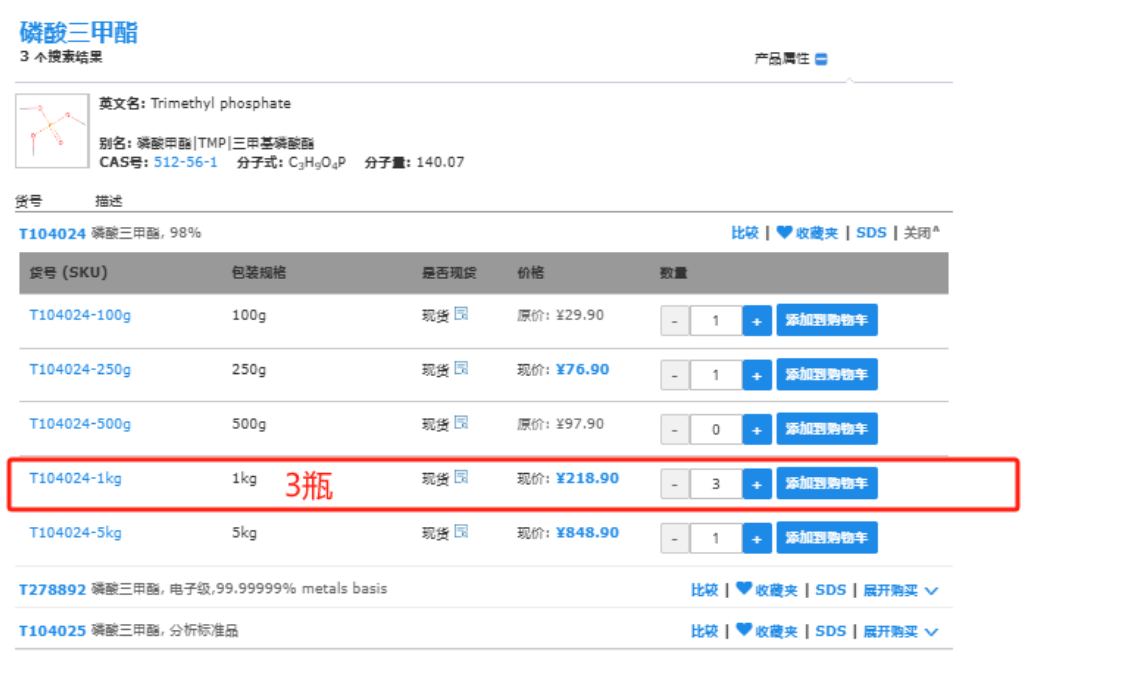 磷酸三甲酯
3 个搜索结果
产品属性
英文名: Trimethyl phosphate
别名: 磷酸甲酯|TMP|三甲基磷酸酯
CAS号: 512-56-1 分子式: C₃H₉O₄P 分子量: 140.07
货号 描述
T104024 磷酸三甲酯, 98% 比较 | 收藏夹 | SDS | 关闭^
货号 (SKU) 包装规格 是否现货 价格 数量
T104024-100g 100g 现货 原价: ¥29.90 - 1 + 添加到购物车
T104024-250g 250g 现货 现价: ¥76.90 - 1 + 添加到购物车
T104024-500g 500g 现货 原价: ¥97.90 - 0 + 添加到购物车
T104024-1kg 1kg 3瓶 现货 现价: ¥218.90 - 3 + 添加到购物车
T104024-5kg 5kg 现货 现价: ¥848.90 - 1 + 添加到购物车
T278892 磷酸三甲酯, 电子级,99.99999% metals basis 比较 | 收藏夹 | SDS | 展开购买
T104025 磷酸三甲酯, 分析标准品 比较 | 收藏夹 | SDS | 展开购买